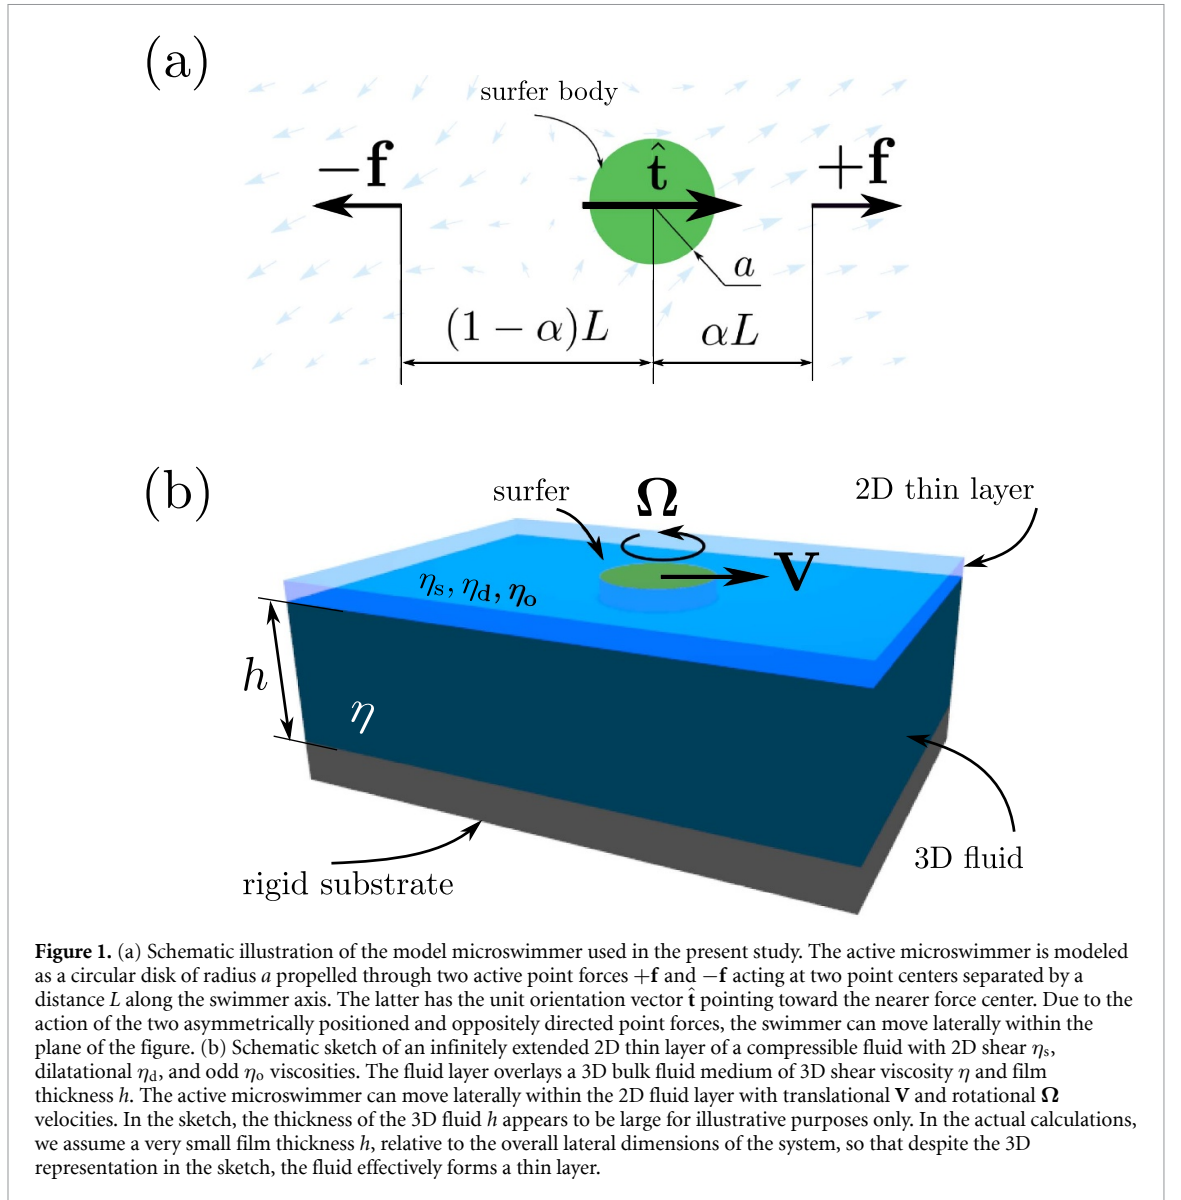 (a)
surfer body
−f
t̂
+f
a
(1 − α)L
αL
(b)
surfer
Ω
2D thin layer
V
ηs, ηd, ηo
h
η
3D fluid
rigid substrate
Figure 1. (a) Schematic illustration of the model microswimmer used in the present study. The active microswimmer is modeled
as a circular disk of radius a propelled through two active point forces +f and −f acting at two point centers separated by a
distance L along the swimmer axis. The latter has the unit orientation vector t̂ pointing toward the nearer force center. Due to the
action of the two asymmetrically positioned and oppositely directed point forces, the swimmer can move laterally within the
plane of the figure. (b) Schematic sketch of an infinitely extended 2D thin layer of a compressible fluid with 2D shear ηs,
dilatational ηd, and odd ηo viscosities. The fluid layer overlays a 3D bulk fluid medium of 3D shear viscosity η and film
thickness h. The active microswimmer can move laterally within the 2D fluid layer with translational V and rotational Ω
velocities. In the sketch, the thickness of the 3D fluid h appears to be large for illustrative purposes only. In the actual calculations,
we assume a very small film thickness h, relative to the overall lateral dimensions of the system, so that despite the 3D
representation in the sketch, the fluid effectively forms a thin layer.